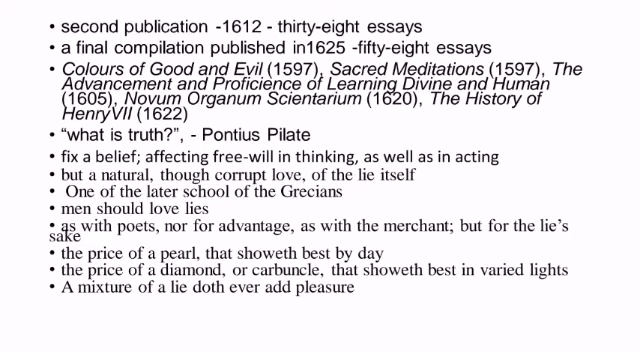 • second publication -1612 - thirty-eight essays
• a final compilation published in1625 -fifty-eight essays
• Colours of Good and Evil (1597), Sacred Meditations (1597), The
Advancement and Proficience of Learning Divine and Human
(1605), Novum Organum Scientarium (1620), The History of
HenryVII (1622)
• “what is truth?”, - Pontius Pilate
• fix a belief; affecting free-will in thinking, as well as in acting
• but a natural, though corrupt love, of the lie itself
• One of the later school of the Grecians
• men should love lies
• as with poets, nor for advantage, as with the merchant; but for the lie’s
sake
• the price of a pearl, that showeth best by day
• the price of a diamond, or carbuncle, that showeth best in varied lights
• A mixture of a lie doth ever add pleasure